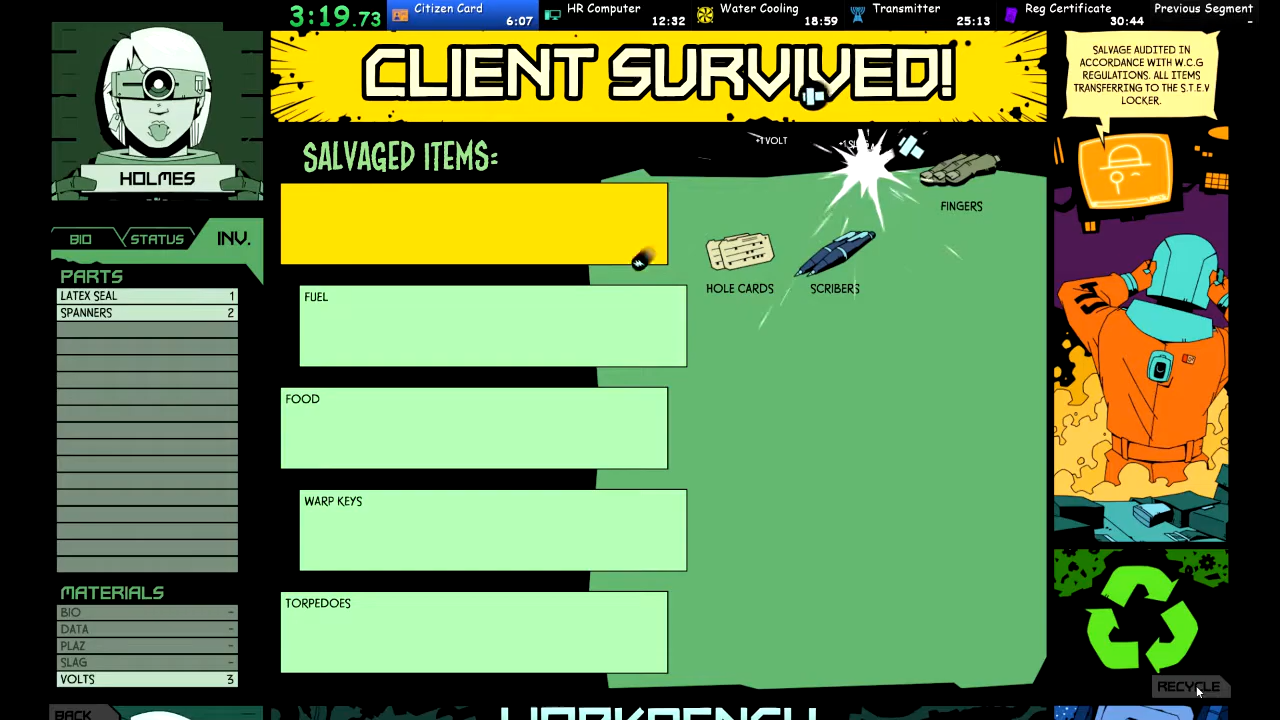 3:19.73
Citizen Card
6:07
HR Computer
12:32
Water Cooling
18:59
Transmitter
25:13
Reg Certificate
30:44
Previous Segment
-
CLIENT SURVIVED!
SALVAGE AUDITED IN
ACCORDANCE WITH W.C.G
REGULATIONS. ALL ITEMS
TRANSFERRING TO THE S.T.E.V
LOCKER.
HOLMES
BIO
STATUS
INV.
PARTS
LATEX SEAL 1
SPANNERS 2
MATERIALS
BIO -
DATA -
PLAZ -
SLAG -
VOLTS 3
BACK
SALVAGED ITEMS:
+1 VOLT
FINGERS
HOLE CARDS
SCRIBERS
FUEL
FOOD
WARP KEYS
TORPEDOES
RECYCLE